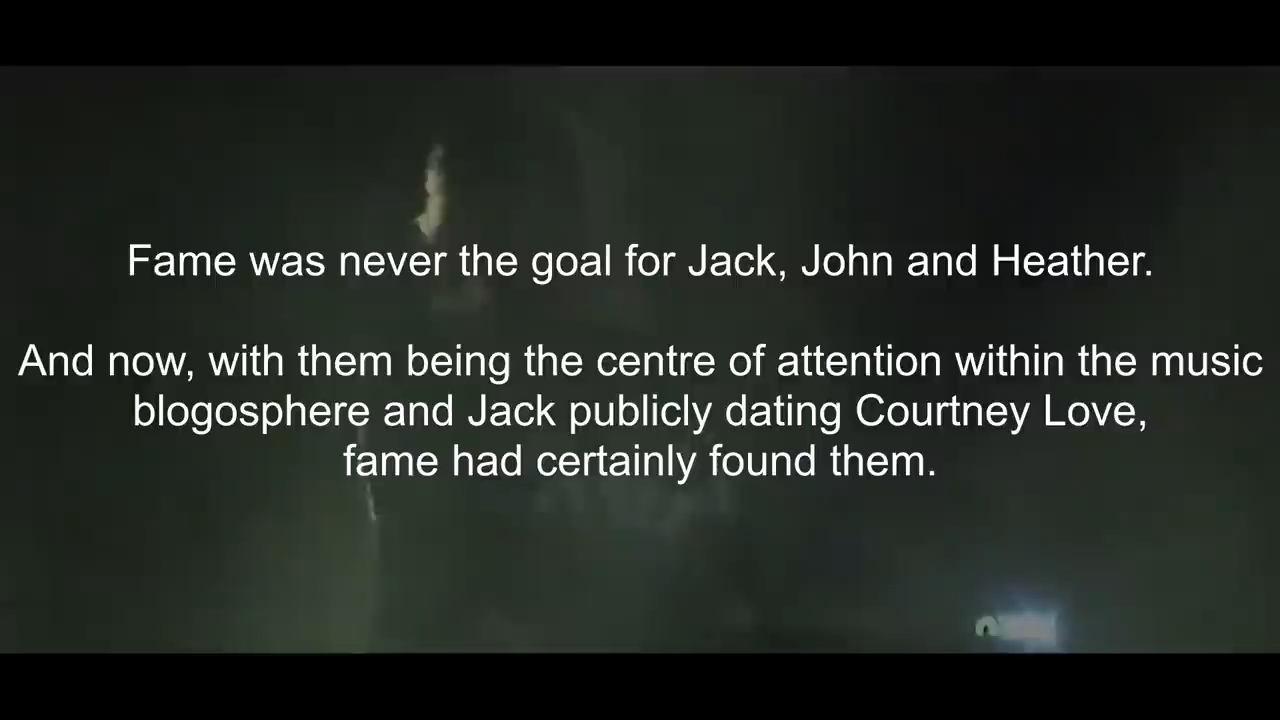 Fame was never the goal for Jack, John and Heather.
And now, with them being the centre of attention within the music
blogosphere and Jack publicly dating Courtney Love,
fame had certainly found them.